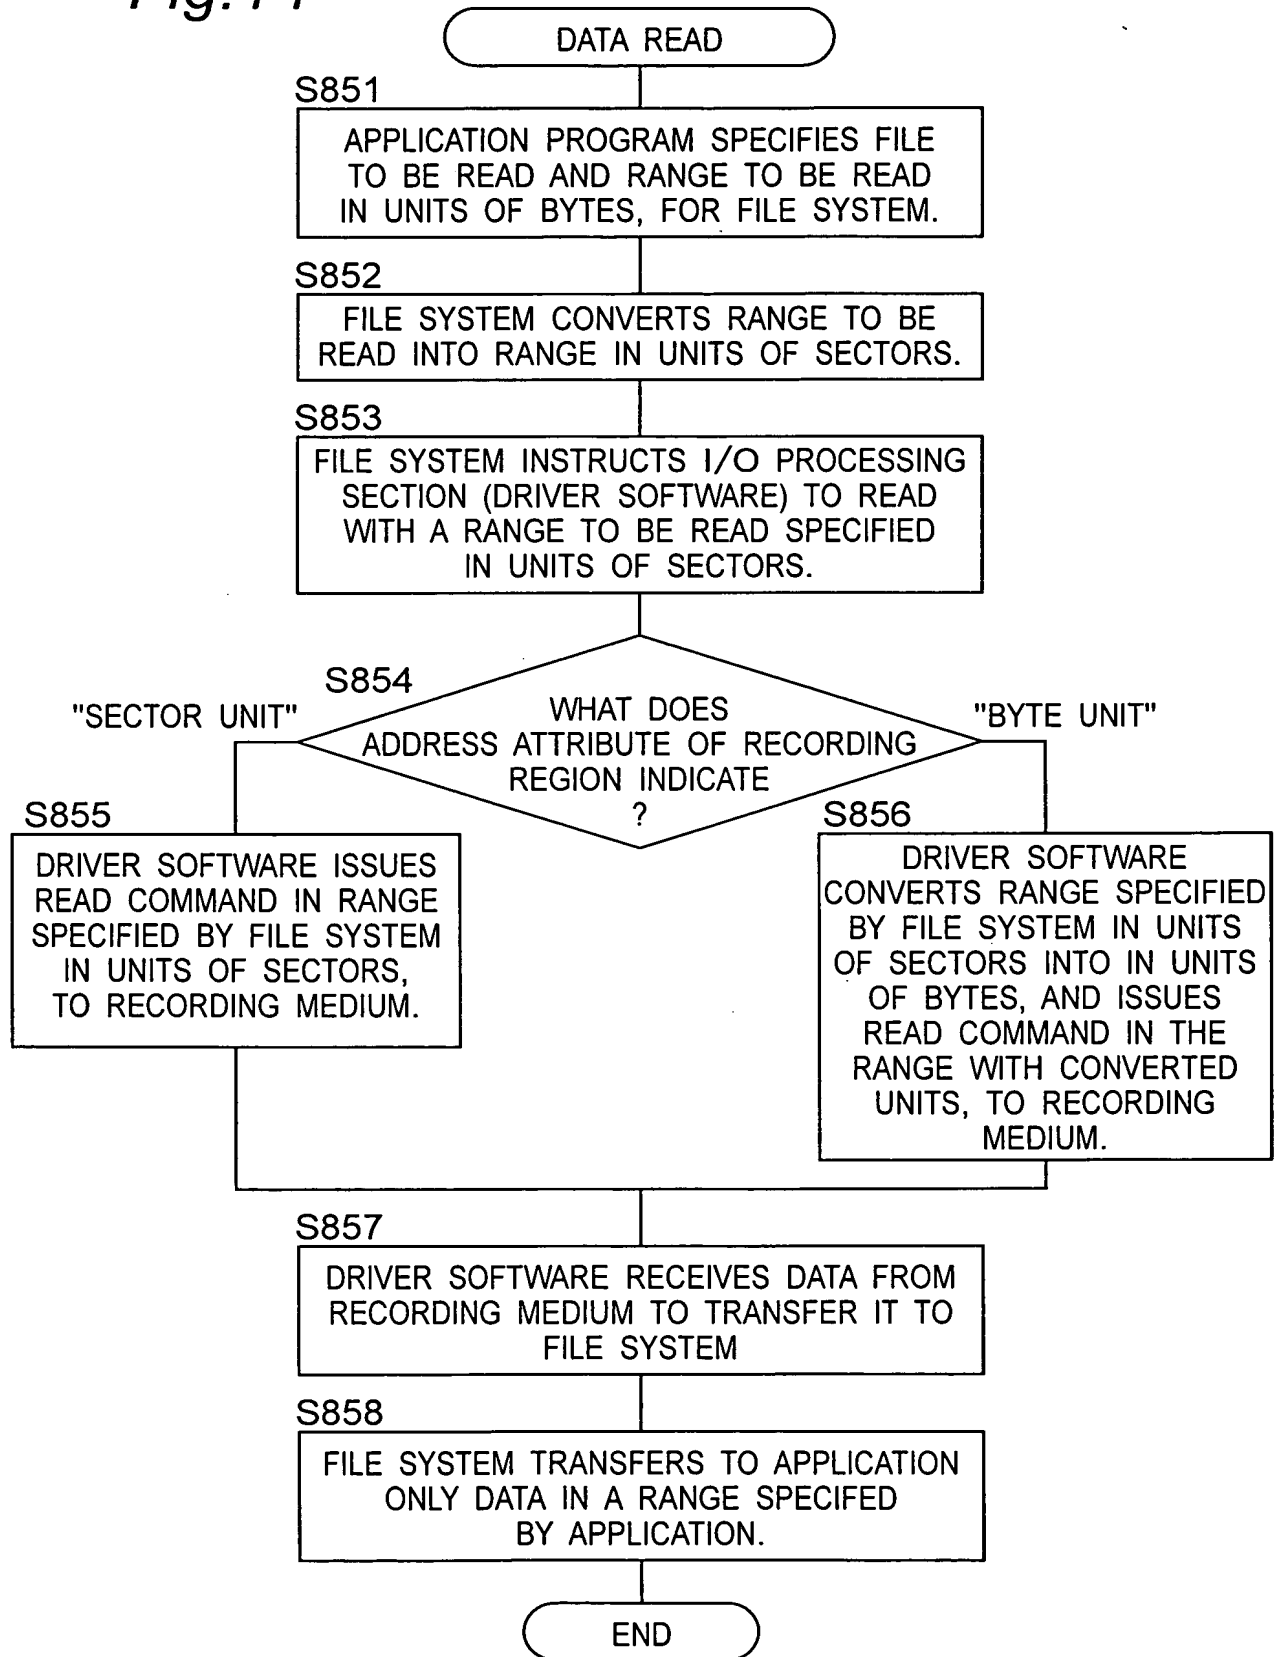 DATA READ
S851
APPLICATION PROGRAM SPECIFIES FILE
TO BE READ AND RANGE TO BE READ
IN UNITS OF BYTES, FOR FILE SYSTEM.
S852
FILE SYSTEM CONVERTS RANGE TO BE
READ INTO RANGE IN UNITS OF SECTORS.
S853
FILE SYSTEM INSTRUCTS I/O PROCESSING
SECTION (DRIVER SOFTWARE) TO READ
WITH A RANGE TO BE READ SPECIFIED
IN UNITS OF SECTORS.
S854
WHAT DOES
ADDRESS ATTRIBUTE OF RECORDING
REGION INDICATE
?
"SECTOR UNIT"
"BYTE UNIT"
S855
DRIVER SOFTWARE ISSUES
READ COMMAND IN RANGE
SPECIFIED BY FILE SYSTEM
IN UNITS OF SECTORS,
TO RECORDING MEDIUM.
S856
DRIVER SOFTWARE
CONVERTS RANGE SPECIFIED
BY FILE SYSTEM IN UNITS
OF SECTORS INTO IN UNITS
OF BYTES, AND ISSUES
READ COMMAND IN THE
RANGE WITH CONVERTED
UNITS, TO RECORDING
MEDIUM.
S857
DRIVER SOFTWARE RECEIVES DATA FROM
RECORDING MEDIUM TO TRANSFER IT TO
FILE SYSTEM
S858
FILE SYSTEM TRANSFERS TO APPLICATION
ONLY DATA IN A RANGE SPECIFED
BY APPLICATION.
END